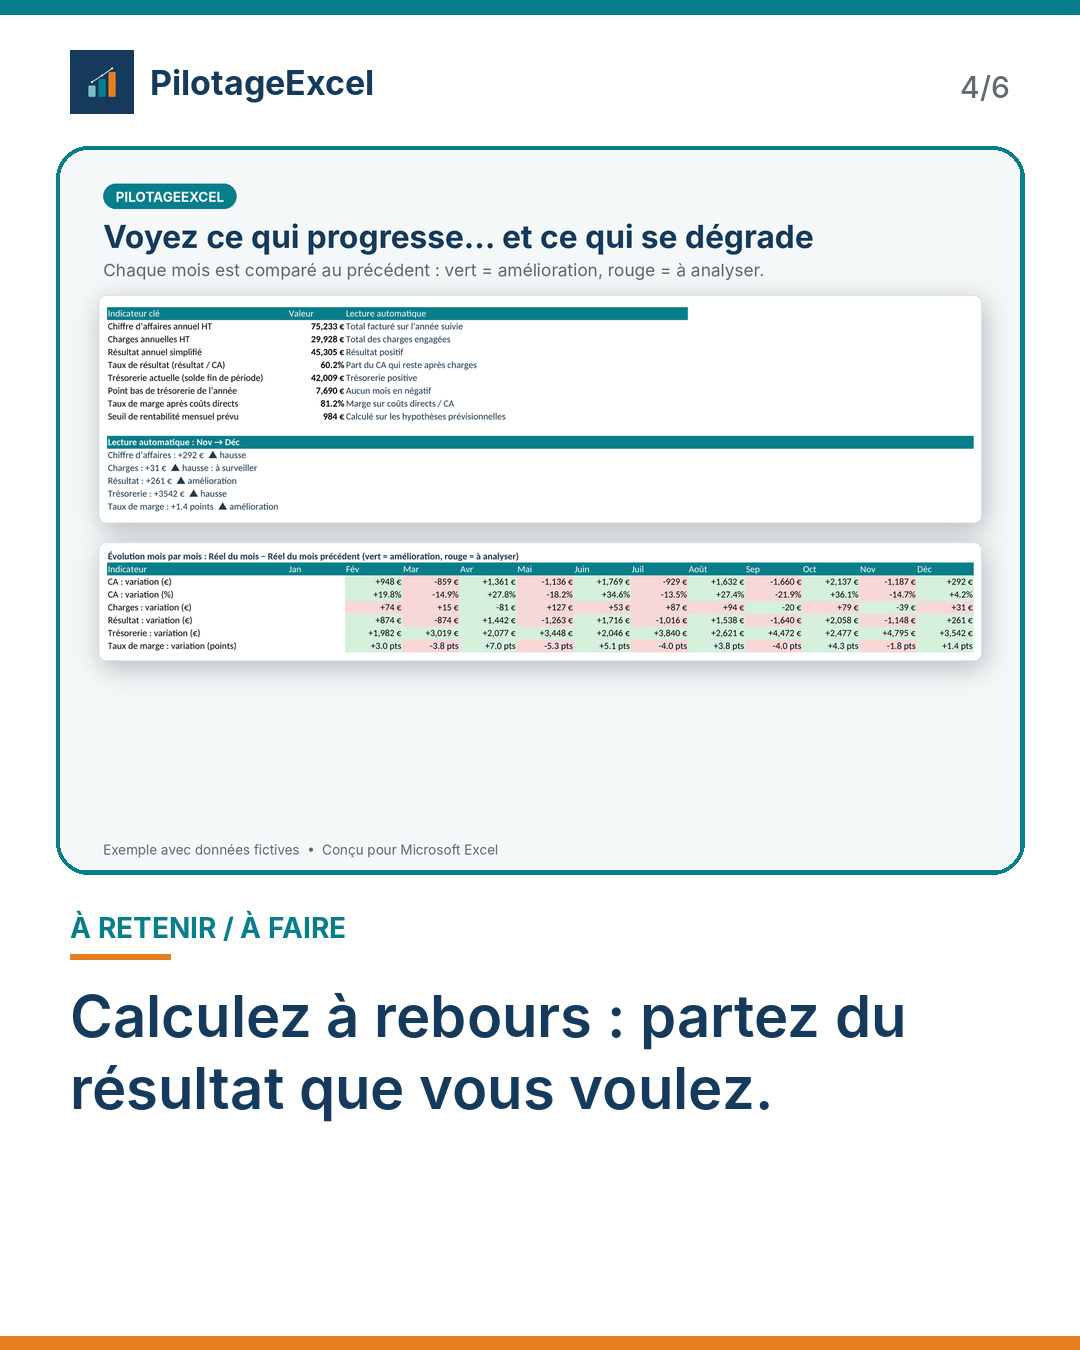 PilotageExcel
4/6
PILOTAGEEXCEL
Voyez ce qui progresse... et ce qui se dégrade
Chaque mois est comparé au précédent : vert = amélioration, rouge = à analyser.
Indicateur clé Valeur Lecture automatique
Chiffre d'affaires annuel HT 75,233 € Total facturé sur l'année suivie
Charges annuelles HT 29,928 € Total des charges engagées
Résultat annuel simplifié 45,305 € Résultat positif
Taux de résultat (résultat / CA) 60.2% Part du CA qui reste après charges
Trésorerie actuelle (solde fin de période) 42,009 € Trésorerie positive
Point bas de trésorerie de l'année 7,690 € Aucun mois en négatif
Taux de marge après coûts directs 81.2% Marge sur coûts directs / CA
Seuil de rentabilité mensuel prévu 984 € Calculé sur les hypothèses prévisionnelles
Lecture automatique : Nov → Déc
Chiffre d'affaires : +292 € ▲ hausse
Charges : +31 € ▲ hausse : à surveiller
Résultat : +261 € ▲ amélioration
Trésorerie : +3542 € ▲ hausse
Taux de marge : +1.4 points ▲ amélioration
Évolution mois par mois : Réel du mois − Réel du mois précédent (vert = amélioration, rouge = à analyser)
Indicateur Jan Fév Mar Avr Mai Juin Juil Août Sep Oct Nov Déc
CA : variation (€) +948 € -859 € +1,361 € -1,136 € +1,769 € -929 € +1,632 € -1,660 € +2,137 € -1,187 € +292 €
CA : variation (%) +19.8% -14.9% +27.8% -18.2% +34.6% -13.5% +27.4% -21.9% +36.1% -14.7% +4.2%
Charges : variation (€) +74 € +15 € -81 € +127 € +53 € +87 € +94 € -20 € +79 € -39 € +31 €
Résultat : variation (€) +874 € -874 € +1,442 € -1,263 € +1,716 € -1,016 € +1,538 € -1,640 € +2,058 € -1,148 € +261 €
Trésorerie : variation (€) +1,982 € +3,019 € +2,077 € +3,448 € +2,046 € +3,840 € +2,621 € +4,472 € +2,477 € +4,795 € +3,542 €
Taux de marge : variation (points) +3.0 pts -3.8 pts +7.0 pts -5.3 pts +5.1 pts -4.0 pts +3.8 pts -4.0 pts +4.3 pts -1.8 pts +1.4 pts
Exemple avec données fictives • Conçu pour Microsoft Excel
À RETENIR / À FAIRE
Calculez à rebours : partez du
résultat que vous voulez.